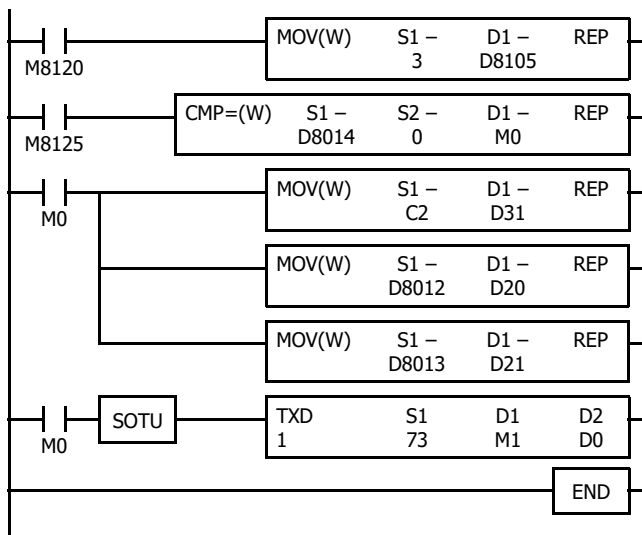 MOV(W) S1 – D1 – REP
3 D8105
M8120
CMP=(W) S1 – S2 – D1 – REP
D8014 0 M0
M8125
MOV(W) S1 – D1 – REP
C2 D31
M0
MOV(W) S1 – D1 – REP
D8012 D20
MOV(W) S1 – D1 – REP
D8013 D21
SOTU
TXD S1 D1 D2
1 73 M1 D0
M0
END